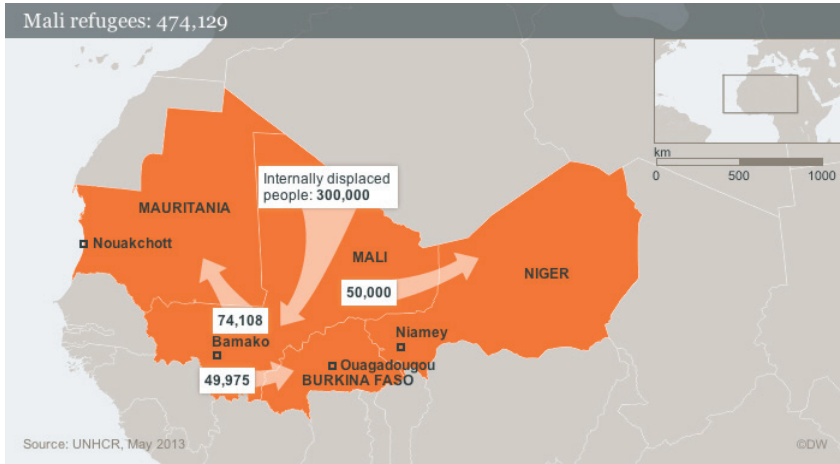 Mali refugees: 474,129
km
0 500 1000
Internally displaced
people: 300,000
MAURITANIA
Nouakchott
MALI
NIGER
50,000
74,108
Bamako
Niamey
Ouagadougou
49,975
BURKINA FASO
Source: UNHCR, May 2013
©DW